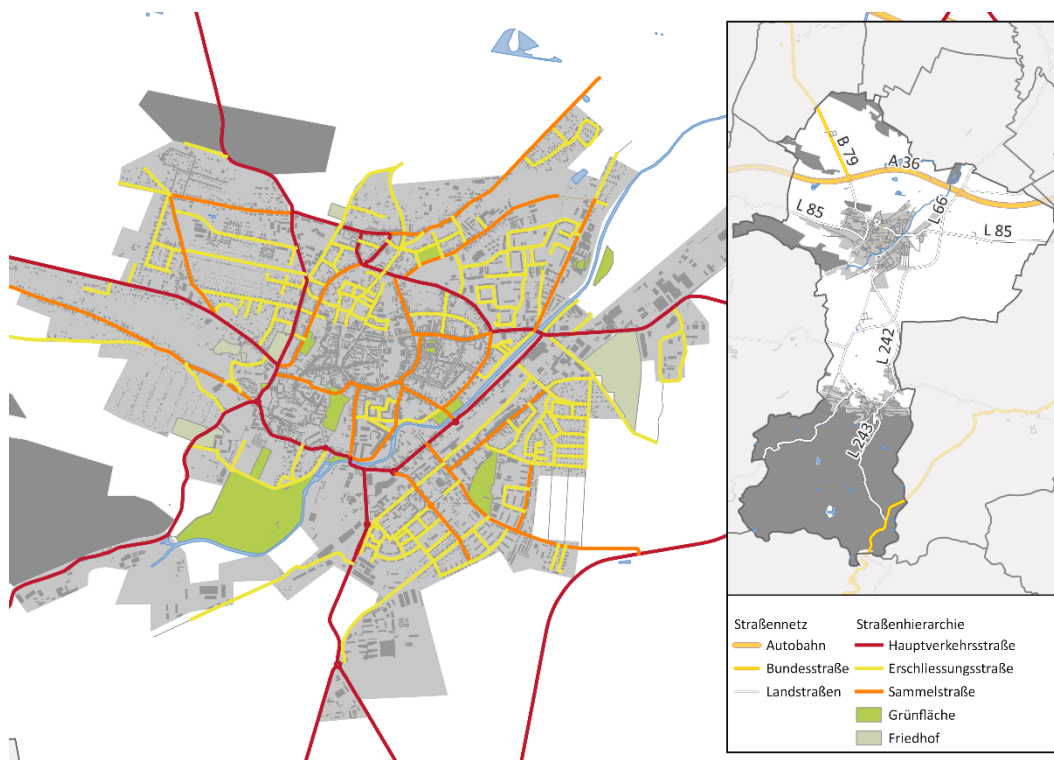 B 79
A 36
L 66
L 85
L 85
L 242
L 243
Straßennetz
Autobahn
Bundesstraße
Landstraßen
Straßenhierarchie
Hauptverkehrsstraße
Erschliessungsstraße
Sammelstraße
Grünfläche
Friedhof